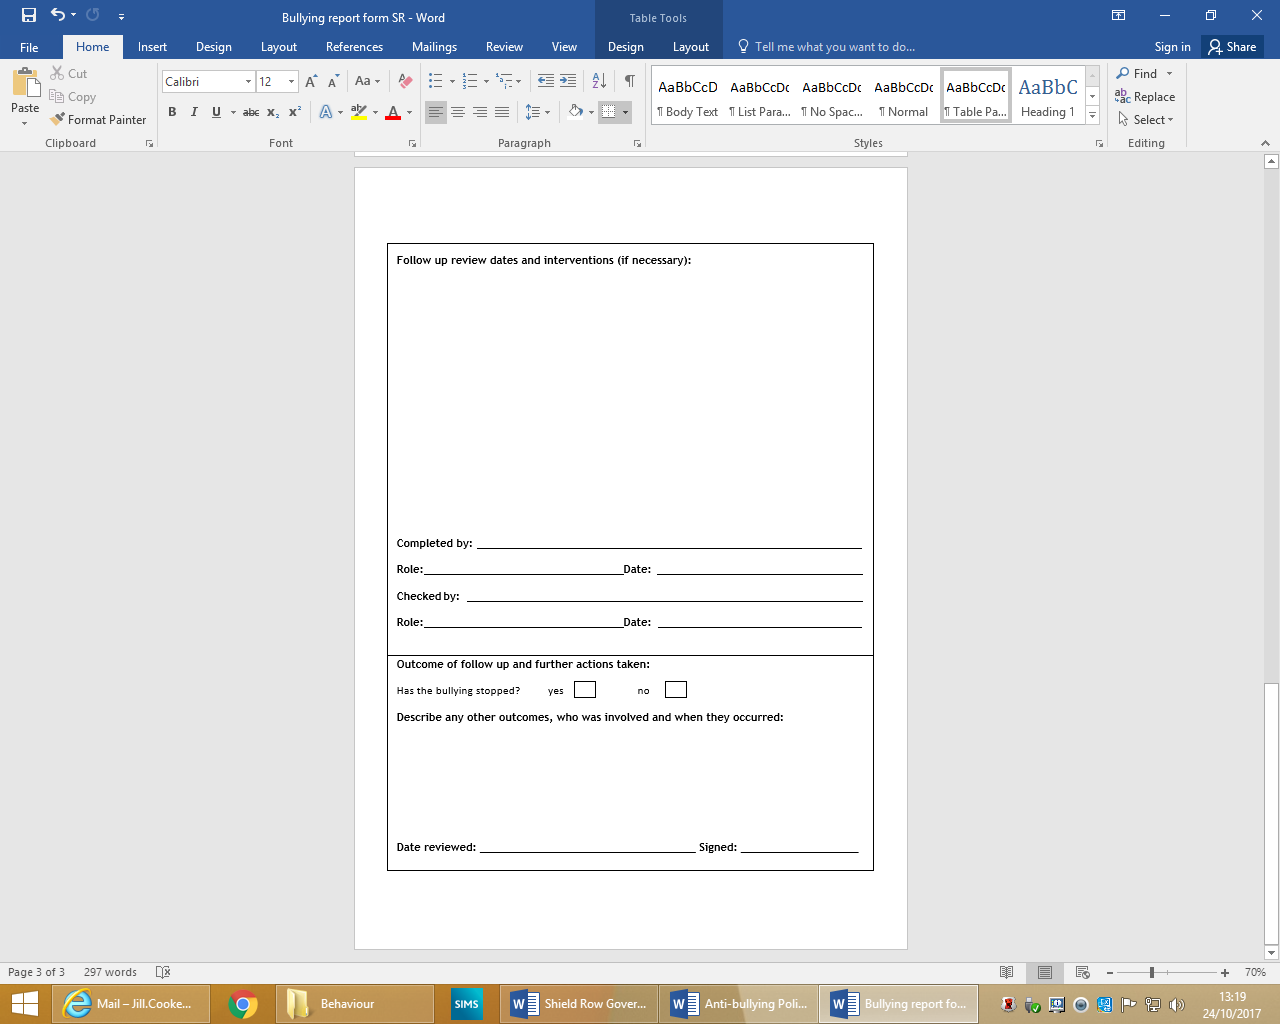 Bullying report form SR - Word
Table Tools
File Home Insert Design Layout References Mailings Review View Design Layout Tell me what you want to do... Sign in Share
Paste
Cut
Copy
Format Painter
Clipboard
Calibri 12
Font
Paragraph
AaBbCcD AaBbCcDc AaBbCcDc AaBbCcDc AaBbCcDc AaBbC
¶ Body Text ¶ List Para... ¶ No Spac... ¶ Normal ¶ Table Pa... Heading 1
Styles
Find
Replace
Select
Editing
Follow up review dates and interventions (if necessary):
Completed by:
Role: Date:
Checked by:
Role: Date:
Outcome of follow up and further actions taken:
Has the bullying stopped? yes no
Describe any other outcomes, who was involved and when they occurred:
Date reviewed: Signed:
Page 3 of 3 297 words 70%
Mail – Jill.Cooke... Behaviour SIMS Shield Row Gover... Anti-bullying Poli... Bullying report fo...
13:19
24/10/2017